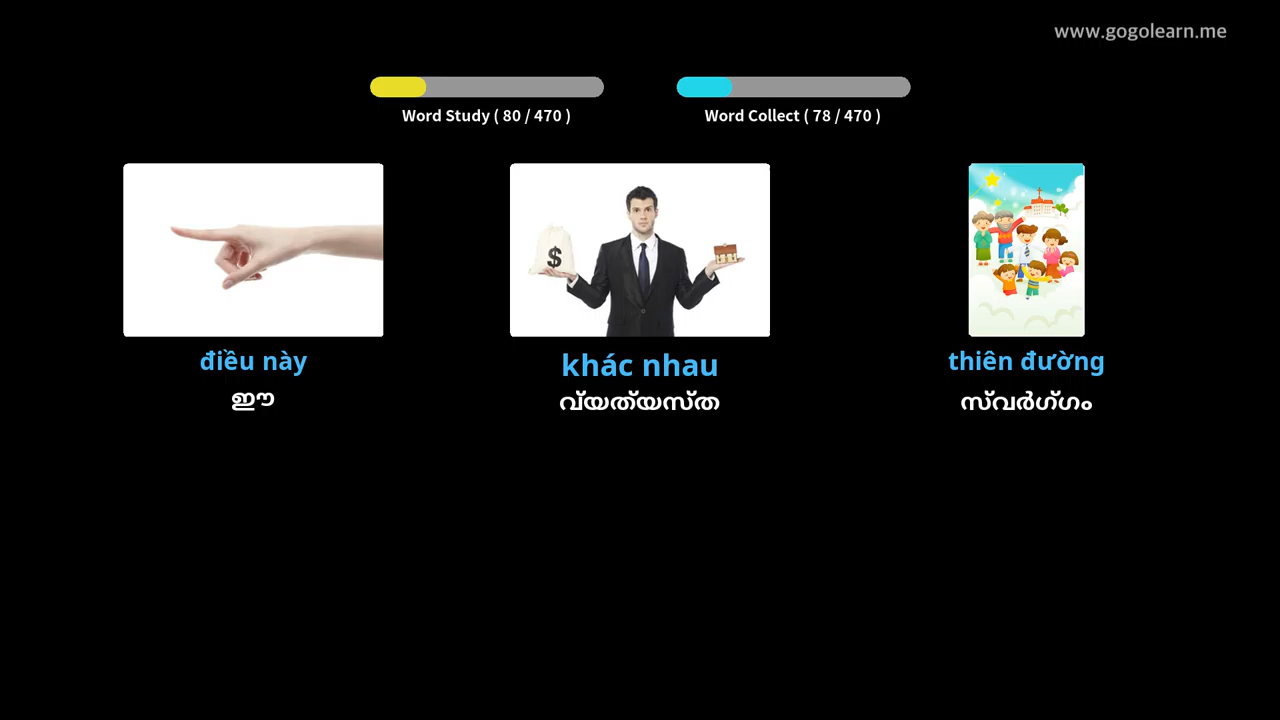 www.gogolearn.me
Word Study ( 80 / 470 )
Word Collect ( 78 / 470 )
$
điều này
khác nhau
thiên đường
ഈ
വ്യത്യസ്ത
സ്വർഗ്ഗം